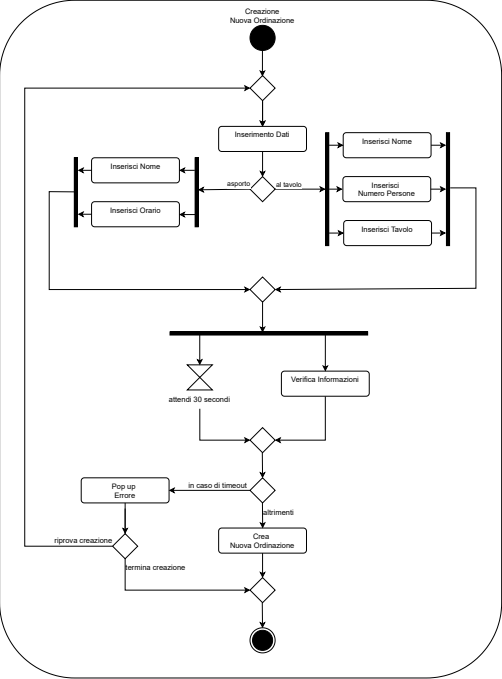 Creazione
Nuova Ordinazione
Inserimento Dati
asporto
al tavolo
Inserisci Nome
Inserisci Orario
Inserisci Nome
Inserisci
Numero Persone
Inserisci Tavolo
attendi 30 secondi
Verifica Informazioni
in caso di timeout
altrimenti
Pop up
Errore
Crea
Nuova Ordinazione
riprova creazione
termina creazione